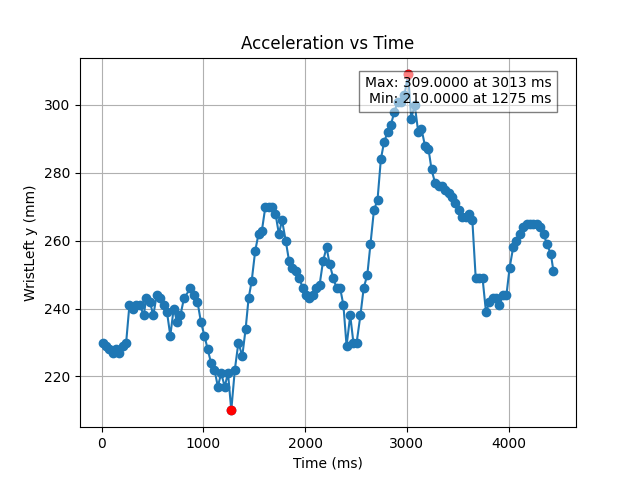 Acceleration vs Time
Max: 309.0000 at 3013 ms
Min: 210.0000 at 1275 ms
WristLeft y (mm)
300
280
260
240
220
0 1000 2000 3000 4000
Time (ms)